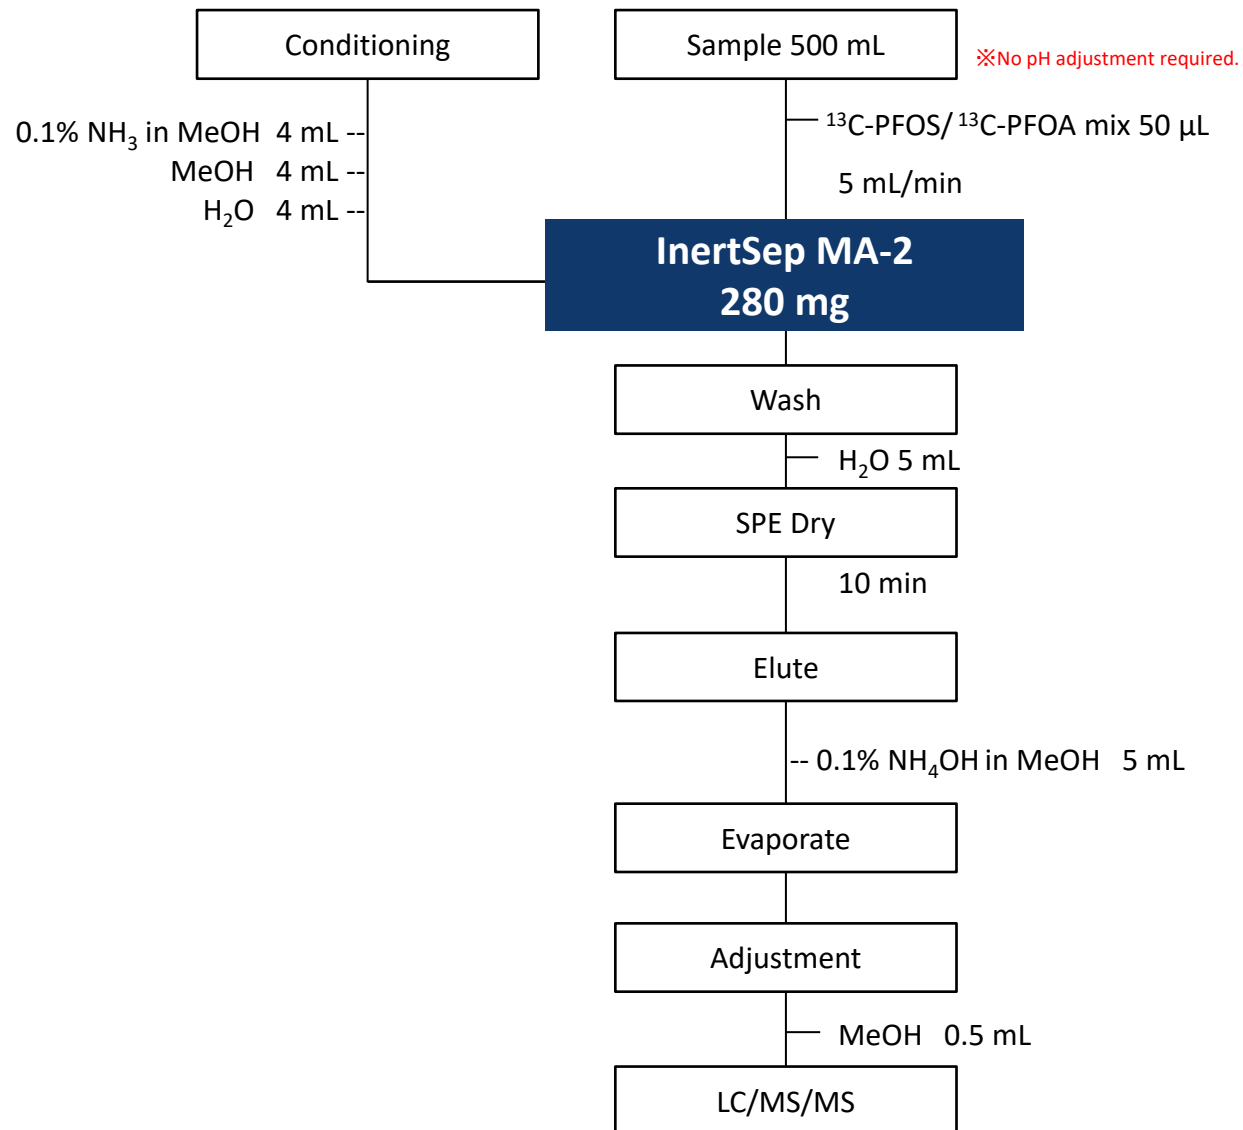 Conditioning
Sample 500 mL
※No pH adjustment required.
0.1% NH₃ in MeOH 4 mL --
MeOH 4 mL --
H₂O 4 mL --
¹³C-PFOS/ ¹³C-PFOA mix 50 µL
5 mL/min
InertSep MA-2
280 mg
Wash
H₂O 5 mL
SPE Dry
10 min
Elute
-- 0.1% NH₄OH in MeOH 5 mL
Evaporate
Adjustment
MeOH 0.5 mL
LC/MS/MS